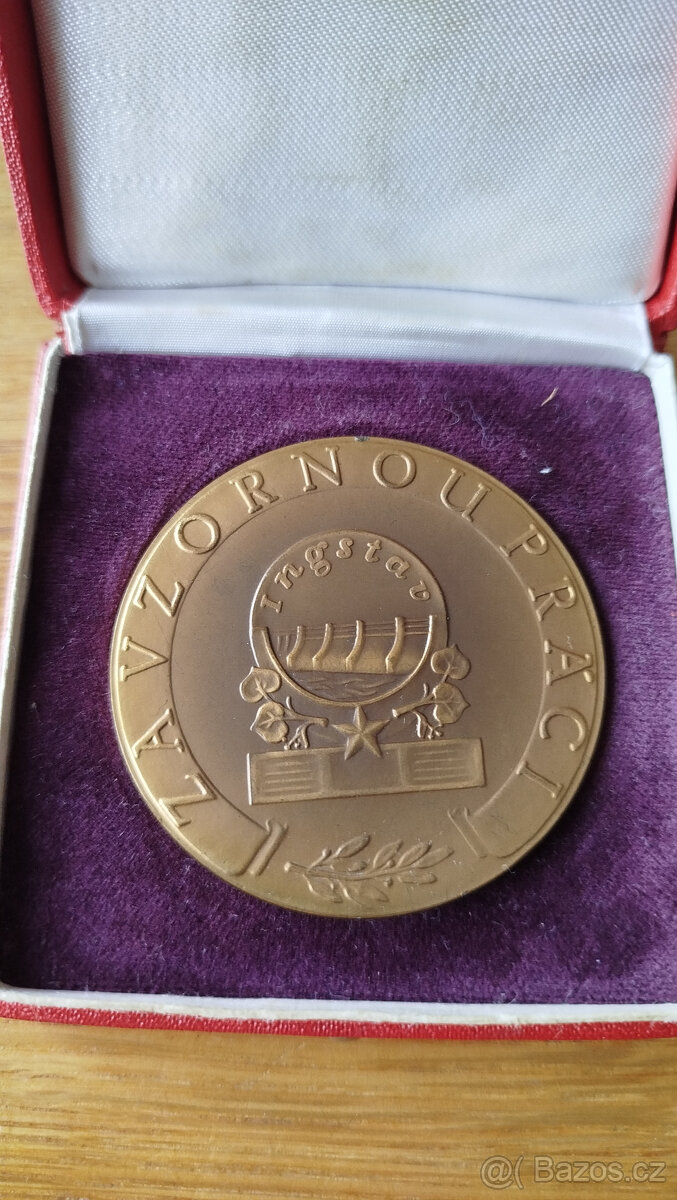 ZA VZORNOU PRÁCI
Ingstav
@( Bazos.cz